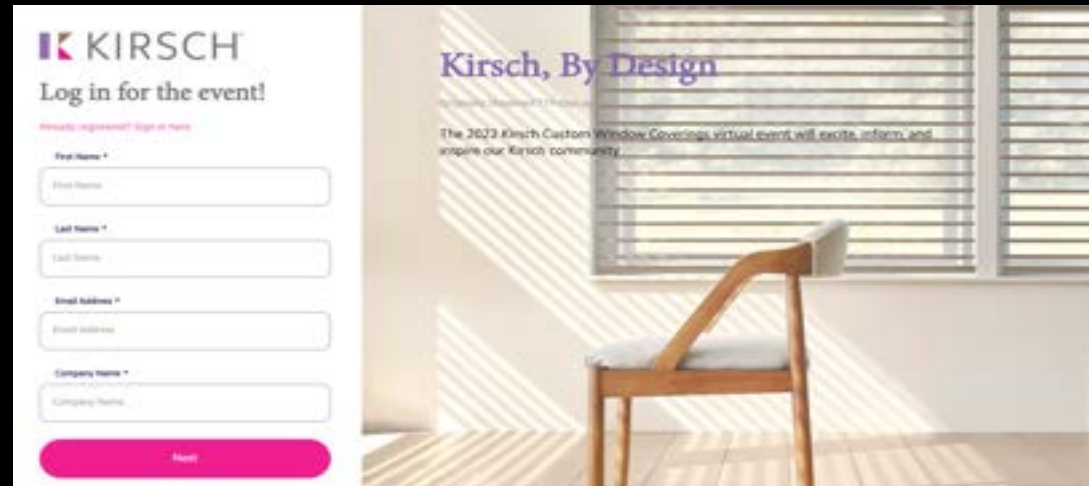 KIRSCH
Log in for the event!
Already registered? Sign in here
First Name *
First Name
Last Name *
Last Name
Email Address *
Email Address
Company Name *
Company Name
Next
Kirsch, By Design
The 2023 Kirsch Custom Window Coverings virtual event will excite, inform, and
inspire our Kirsch community